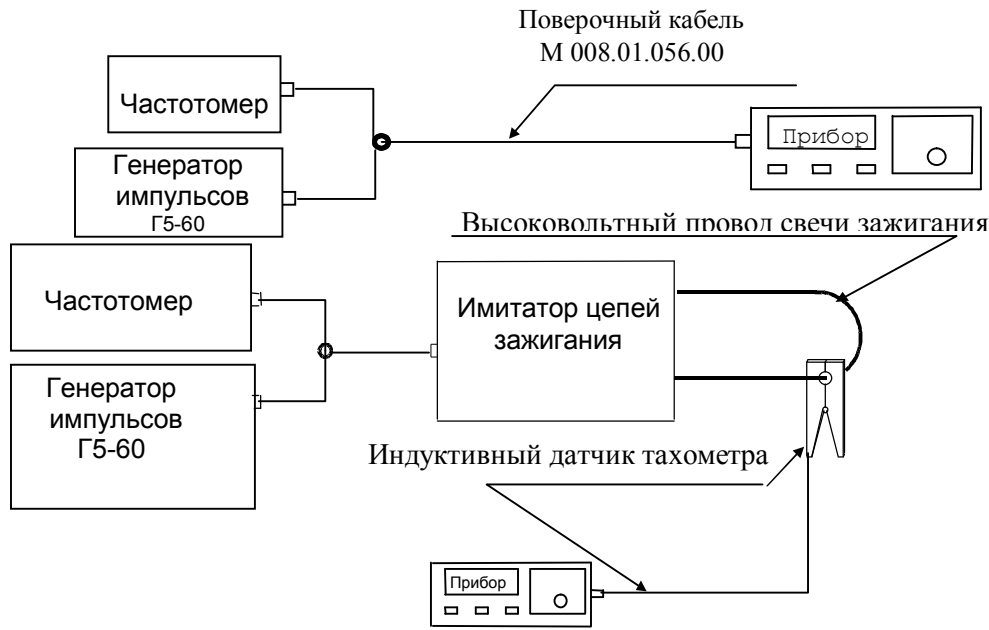 Поверочный кабель
М 008.01.056.00
Частотомер
Прибор
Генератор
импульсов
Г5-60
Высоковольтный провод свечи зажигания
Частотомер
Имитатор цепей
зажигания
Генератор
импульсов
Г5-60
Индуктивный датчик тахометра
Прибор